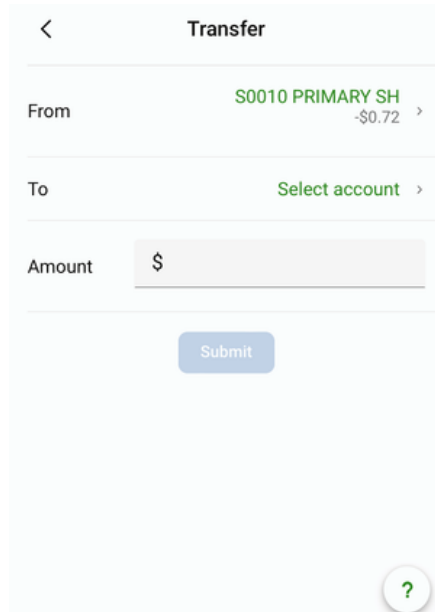 Transfer
From
S0010 PRIMARY SH
-$0.72
To
Select account
Amount
$
Submit
?